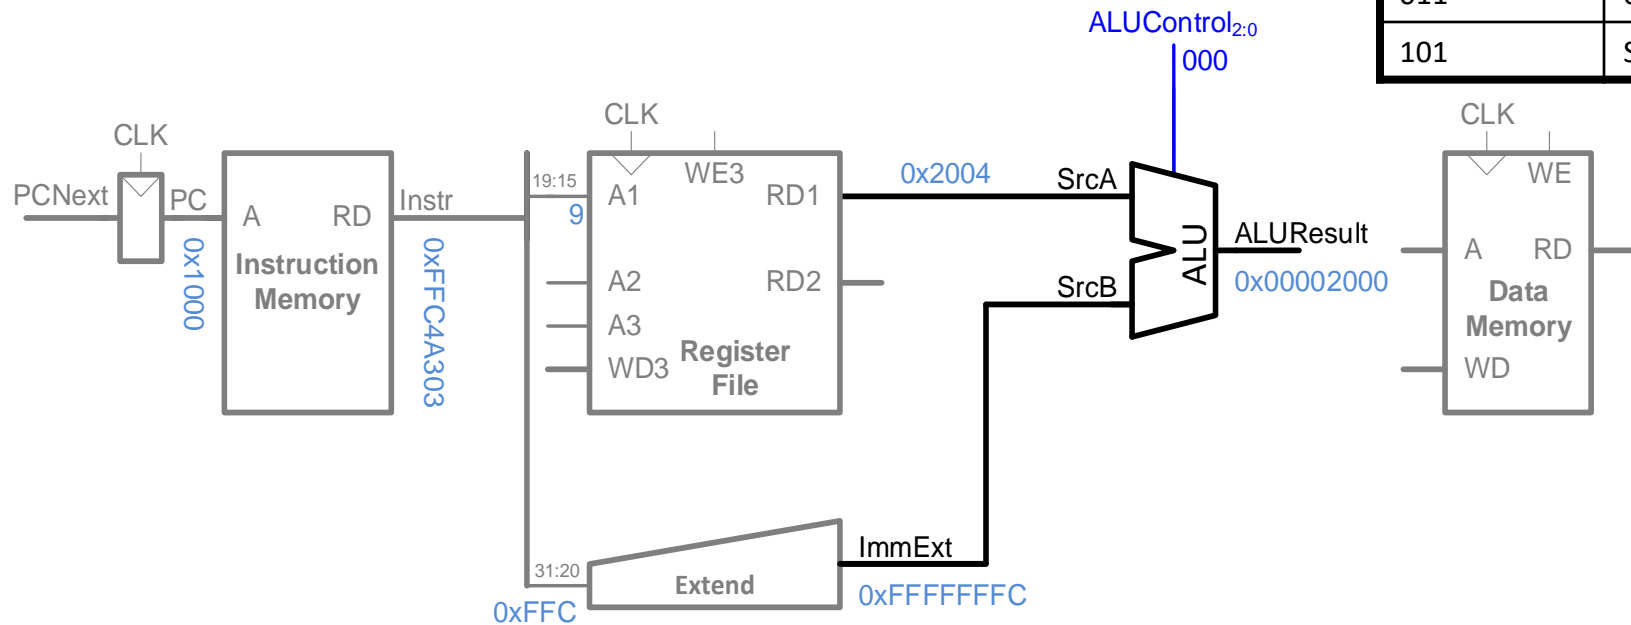 101
ALUControl2:0
000
CLK
PCNext
PC
0x1000
A
RD
Instruction
Memory
Instr
0xFFC4A303
19:15
9
CLK
WE3
A1
RD1
A2
RD2
A3
WD3
Register
File
0x2004
SrcA
SrcB
ALU
ALUResult
0x00002000
CLK
WE
A
RD
Data
Memory
WD
31:20
0xFFC
Extend
ImmExt
0xFFFFFFFC